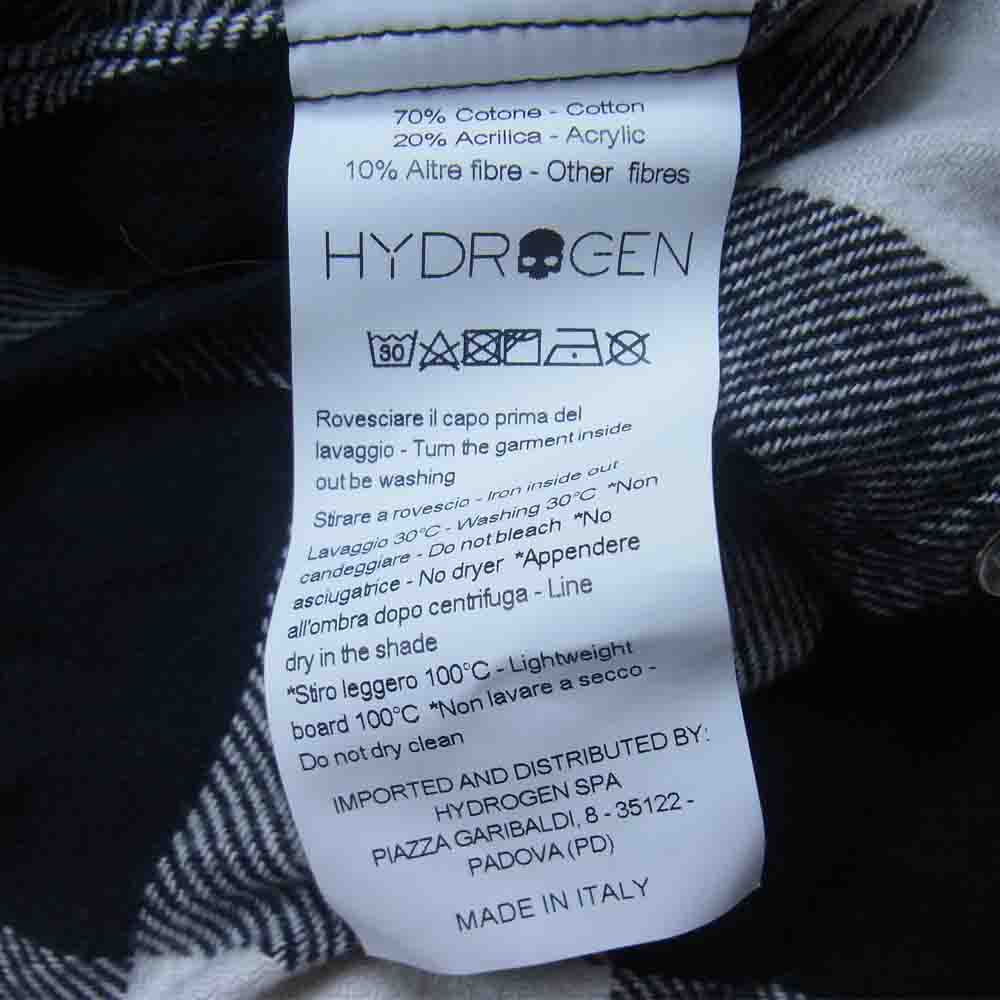 70% Cotone - Cotton
20% Acrilica - Acrylic
10% Altre fibre - Other fibres
HYDROGEN
30
Rovesciare il capo prima del
lavaggio - Turn the garment inside
out be washing
Stirare a rovescio - Iron inside out
Lavaggio 30°C - Washing 30°C *Non
candeggiare - Do not bleach *No
asciugatrice - No dryer *Appendere
all'ombra dopo centrifuga - Line
dry in the shade
*Stiro leggero 100°C - Lightweight
board 100°C *Non lavare a secco -
Do not dry clean
IMPORTED AND DISTRIBUTED BY:
HYDROGEN SPA
PIAZZA GARIBALDI, 8 - 35122 -
PADOVA (PD)
MADE IN ITALY